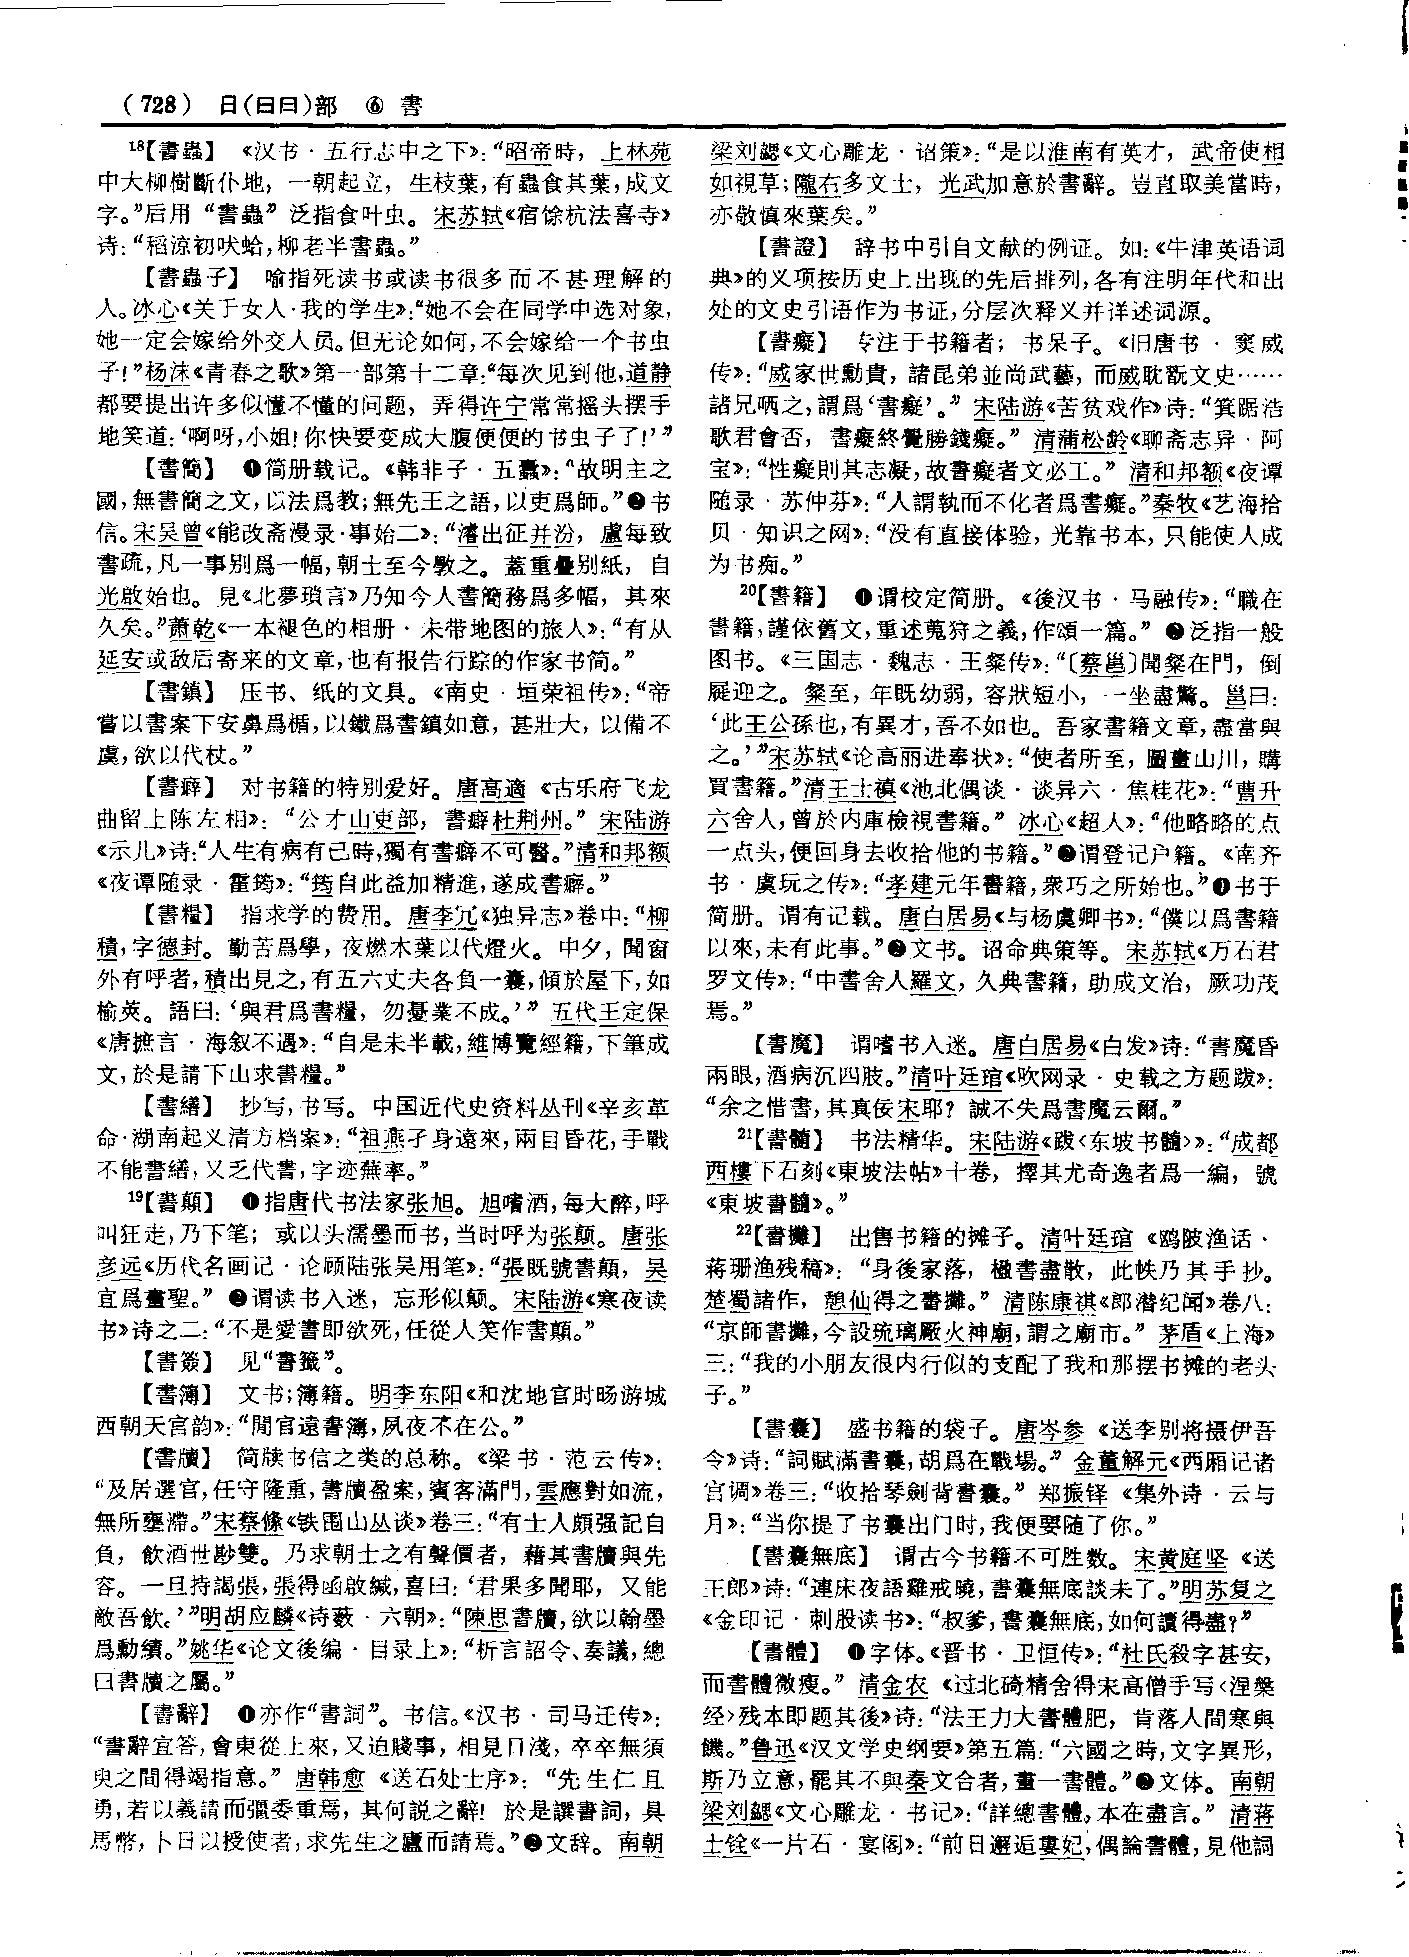 (728) 日(曰⺜)部 ⑥ 書
¹⁸【書蟲】 《汉书·五行志中之下》：“昭帝時，上林苑
中大柳樹斷仆地，一朝起立，生枝葉，有蟲食其葉，成文
字。”后用“書蟲”泛指食叶虫。宋苏轼《宿馀杭法喜寺》
诗：“稻涼初吠蛤，柳老半書蟲。”
【書蟲子】 喻指死读书或读书很多而不甚理解的
人。冰心《关于女人·我的学生》：“她不会在同学中选对象，
她一定会嫁给外交人员。但无论如何，不会嫁给一个书虫
子！”杨沫《青春之歌》第一部第十二章：“每次见到他，道静
都要提出许多似懂不懂的问题，弄得许宁常常摇头摆手
地笑道：‘啊呀，小姐！你快要变成大腹便便的书虫子了！’”
【書簡】 ❶简册载记。《韩非子·五蠹》：“故明主之
國，無書簡之文，以法爲教；無先王之語，以吏爲師。”❷书
信。宋吴曾《能改斋漫录·事始二》：“濬出征并汾，盧每致
書疏，凡一事别爲一幅，朝士至今斅之。蓋重疊别紙，自
光啟始也。見《北夢瑣言》乃知今人書簡務爲多幅，其來
久矣。”萧乾《一本褪色的相册·未带地图的旅人》：“有从
延安或敌后寄来的文章，也有报告行踪的作家书简。”
【書鎮】 压书、纸的文具。《南史·垣荣祖传》：“帝
嘗以書案下安鼻爲楯，以鐵爲書鎮如意，甚壯大，以備不
虞，欲以代杖。”
【書癖】 对书籍的特别爱好。唐高適《古乐府飞龙
曲留上陈左相》：“公才山吏部，書癖杜荆州。”宋陆游
《示儿》诗：“人生有病有已時，獨有書癖不可醫。”清和邦额
《夜谭随录·霍筠》：“筠自此益加精進，遂成書癖。”
【書糧】 指求学的费用。唐李冗《独异志》卷中：“柳
積，字德封。勤苦爲學，夜燃木葉以代燈火。中夕，聞窗
外有呼者，積出見之，有五六丈夫各負一囊，傾於屋下，如
榆莢。語曰：‘與君爲書糧，勿憂業不成。’”五代王定保
《唐摭言·海叙不遇》：“自是未半載，維博覽經籍，下筆成
文，於是請下山求書糧。”
【書繕】 抄写，书写。中国近代史资料丛刊《辛亥革
命·湖南起义清方档案》：“祖燕孑身遠來，兩目昏花，手戰
不能書繕，又乏代書，字迹蕪率。”
¹⁹【書顛】 ❶指唐代书法家张旭。旭嗜酒，每大醉，呼
叫狂走，乃下笔；或以头濡墨而书，当时呼为张颠。唐张
彦远《历代名画记·论顾陆张吴用笔》：“張既號書顛，吴
宜爲畫聖。”❷谓读书入迷，忘形似颠。宋陆游《寒夜读
书》诗之二：“不是愛書即欲死，任從人笑作書顛。”
【書簽】 见“書籤”。
【書簿】 文书；簿籍。明李东阳《和沈地官时旸游城
西朝天宫韵》：“閒官遠書簿，夙夜不在公。”
【書牘】 简牍书信之类的总称。《梁书·范云传》：
“及居選官，任守隆重，書牘盈案，賓客滿門，雲應對如流，
無所壅滯。”宋蔡絛《铁围山丛谈》卷三：“有士人頗强記自
負，飲酒世尠雙。乃求朝士之有聲價者，藉其書牘與先
容。一旦持謁張，張得函啟緘，喜曰：‘君果多聞耶，又能
敵吾飲。’”明胡应麟《诗薮·六朝》：“陳思書牘，欲以翰墨
爲勳績。”姚华《论文後编·目录上》：“析言詔令、奏議，總
曰書牘之屬。”
【書辭】 ❶亦作“書詞”。书信。《汉书·司马迁传》：
“書辭宜答，會東從上來，又迫賤事，相見日淺，卒卒無須
臾之間得竭指意。”唐韩愈《送石处士序》：“先生仁且
勇，若以義請而彊委重焉，其何説之辭！於是譔書詞，具
馬幣，卜日以授使者，求先生之廬而請焉。”❷文辞。南朝
梁刘勰《文心雕龙·诏策》：“是以淮南有英才，武帝使相
如視草；隴右多文士，光武加意於書辭。豈直取美當時，
亦敬慎來葉矣。”
【書證】 辞书中引自文献的例证。如：《牛津英语词
典》的义项按历史上出现的先后排列，各有注明年代和出
处的文史引语作为书证，分层次释义并详述词源。
【書癡】 专注于书籍者；书呆子。《旧唐书·窦威
传》：“威家世勳貴，諸昆弟並尚武藝，而威耽翫文史……
諸兄哂之，謂爲‘書癡’。”宋陆游《苦贫戏作》诗：“箕踞浩
歌君會否，書癡終覺勝錢癡。”清蒲松龄《聊斋志异·阿
宝》：“性癡則其志凝，故書癡者文必工。”清和邦额《夜谭
随录·苏仲芬》：“人謂執而不化者爲書癡。”秦牧《艺海拾
贝·知识之网》：“没有直接体验，光靠书本，只能使人成
为书痴。”
²⁰【書籍】 ❶谓校定简册。《後汉书·马融传》：“職在
書籍，謹依舊文，重述蒐狩之義，作頌一篇。”❷泛指一般
图书。《三国志·魏志·王粲传》：“〔蔡邕〕聞粲在門，倒
屣迎之。粲至，年既幼弱，容狀短小，一坐盡驚。邕曰：
‘此王公孫也，有異才，吾不如也。吾家書籍文章，盡當與
之。’”宋苏轼《论高丽进奉状》：“使者所至，圖畫山川，購
買書籍。”清王士禛《池北偶谈·谈异六·焦桂花》：“曹升
六舍人，曾於内庫檢視書籍。”冰心《超人》：“他略略的点
一点头，便回身去收拾他的书籍。”❸谓登记户籍。《南齐
书·虞玩之传》：“孝建元年書籍，衆巧之所始也。”❹书于
简册。谓有记载。唐白居易《与杨虞卿书》：“僕以爲書籍
以來，未有此事。”❺文书。诏命典策等。宋苏轼《万石君
罗文传》：“中書舍人羅文，久典書籍，助成文治，厥功茂
焉。”
【書魔】 谓嗜书入迷。唐白居易《白发》诗：“書魔昏
兩眼，酒病沉四肢。”清叶廷琯《吹网录·史载之方题跋》：
“余之惜書，其真佞宋耶？誠不失爲書魔云爾。”
²¹【書髓】 书法精华。宋陆游《跋〈东坡书髓〉》：“成都
西樓下石刻《東坡法帖》十卷，擇其尤奇逸者爲一編，號
《東坡書髓》。”
²²【書攤】 出售书籍的摊子。清叶廷琯《鸥陂渔话·
蒋珊渔残稿》：“身後家落，楹書盡散，此帙乃其手抄。
楚蜀諸作，憩仙得之書攤。”清陈康祺《郎潜纪闻》卷八：
“京師書攤，今設琉璃厰火神廟，謂之廟市。”茅盾《上海》
三：“我的小朋友很内行似的支配了我和那摆书摊的老头
子。”
【書囊】 盛书籍的袋子。唐岑参《送李别将摄伊吾
令》诗：“詞賦滿書囊，胡爲在戰場。”金董解元《西厢记诸
宫调》卷三：“收拾琴劍背書囊。”郑振铎《集外诗·云与
月》：“当你提了书囊出门时，我便要随了你。”
【書囊無底】 谓古今书籍不可胜数。宋黄庭坚《送
王郎》诗：“連床夜語雞戒曉，書囊無底談未了。”明苏复之
《金印记·刺股读书》：“叔爹，書囊無底，如何讀得盡？”
【書體】 ❶字体。《晋书·卫恒传》：“杜氏殺字甚安，
而書體微瘦。”清金农《过北碕精舍得宋高僧手写〈涅槃
经〉残本即题其後》诗：“法王力大書體肥，肯落人間寒與
饑。”鲁迅《汉文学史纲要》第五篇：“六國之時，文字異形，
斯乃立意，罷其不與秦文合者，畫一書體。”❷文体。南朝
梁刘勰《文心雕龙·书记》：“詳總書體，本在盡言。”清蒋
士铨《一片石·宴阁》：“前日邂逅婁妃，偶論書體，見他詞